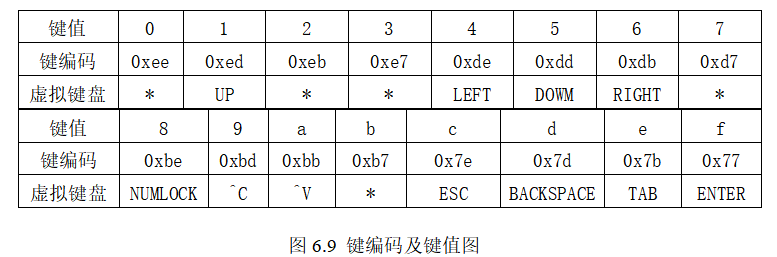 键值 0 1 2 3 4 5 6 7
键编码 0xee 0xed 0xeb 0xe7 0xde 0xdd 0xdb 0xd7
虚拟键盘 * UP * * LEFT DOWM RIGHT *
键值 8 9 a b c d e f
键编码 0xbe 0xbd 0xbb 0xb7 0x7e 0x7d 0x7b 0x77
虚拟键盘 NUMLOCK ^C ^V * ESC BACKSPACE TAB ENTER
图 6.9 键编码及键值图